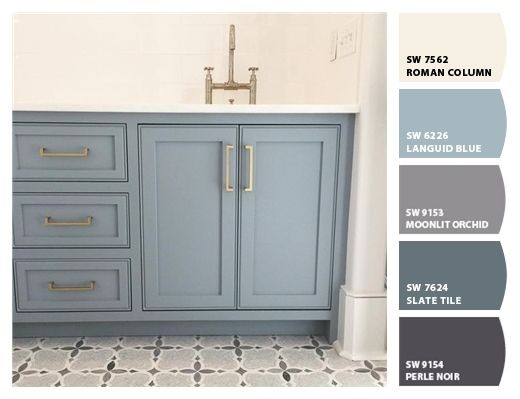 SW 7562
ROMAN COLUMN
SW 6226
LANGUID BLUE
SW 9153
MOONLIT ORCHID
SW 7624
SLATE TILE
SW 9154
PERLE NOIR